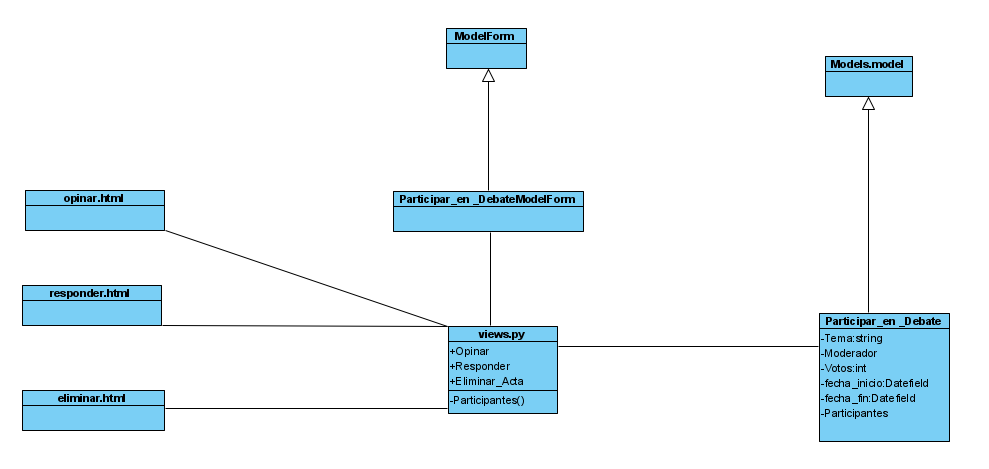 ModelForm
Models.model
opinar.html
Participar_en _DebateModelForm
responder.html
views.py
+Opinar
+Responder
+Eliminar_Acta
-Participantes()
Participar_en _Debate
-Tema:string
-Moderador
-Votos:int
-fecha_inicio:Datefield
-fecha_fin:Datefield
-Participantes
eliminar.html